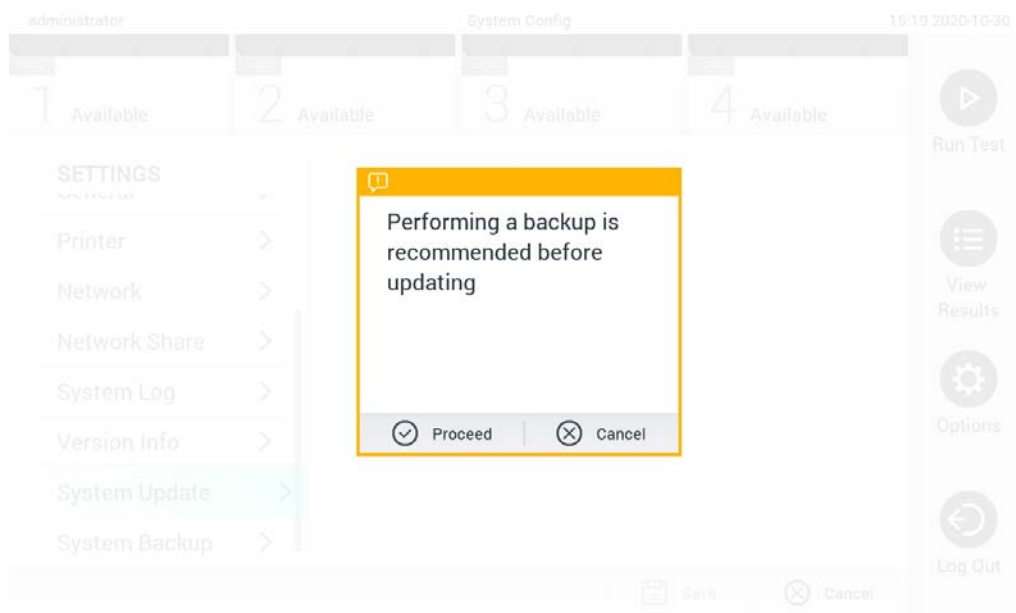 administrator
System Config
15:19 2020-10-30
1 Available
2 Available
3 Available
4 Available
Run Test
SETTINGS
General
Printer
Network
Network Share
System Log
Version Info
System Update
System Backup
Performing a backup is
recommended before
updating
Proceed
Cancel
View
Results
Options
Log Out
Save
Cancel